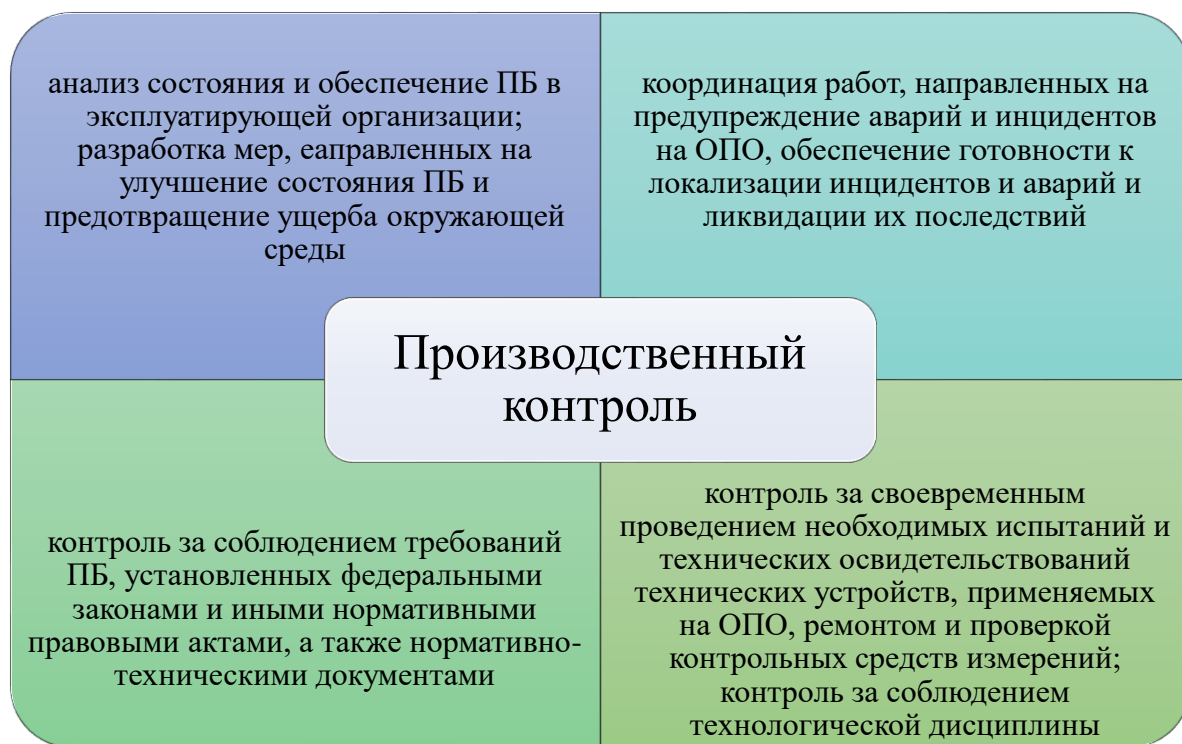 анализ состояния и обеспечение ПБ в
эксплуатирующей организации;
разработка мер, еаправленных на
улучшение состояния ПБ и
предотвращение ущерба окружающей
среды
координация работ, направленных на
предупреждение аварий и инцидентов
на ОПО, обеспечение готовности к
локализации инцидентов и аварий и
ликвидации их последствий
Производственный
контроль
контроль за соблюдением требований
ПБ, установленных федеральными
законами и иными нормативными
правовыми актами, а также нормативно-
техническими документами
контроль за своевременным
проведением необходимых испытаний и
технических освидетельствований
технических устройств, применяемых
на ОПО, ремонтом и проверкой
контрольных средств измерений;
контроль за соблюдением
технологической дисциплины